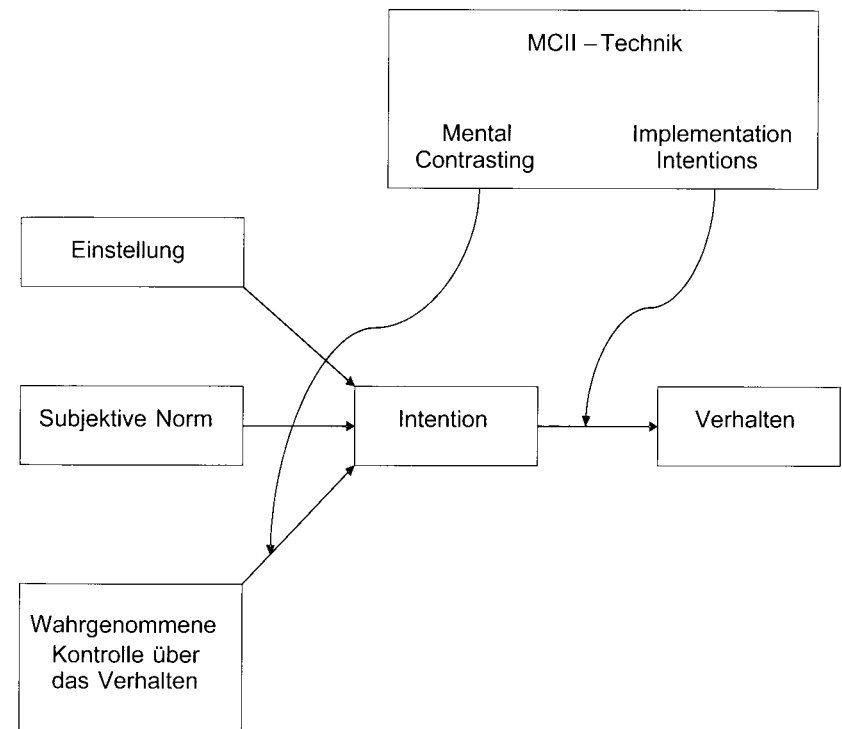 MCII – Technik
Mental
Contrasting
Implementation
Intentions
Einstellung
Subjektive Norm
Intention
Verhalten
Wahrgenommene
Kontrolle über
das Verhalten